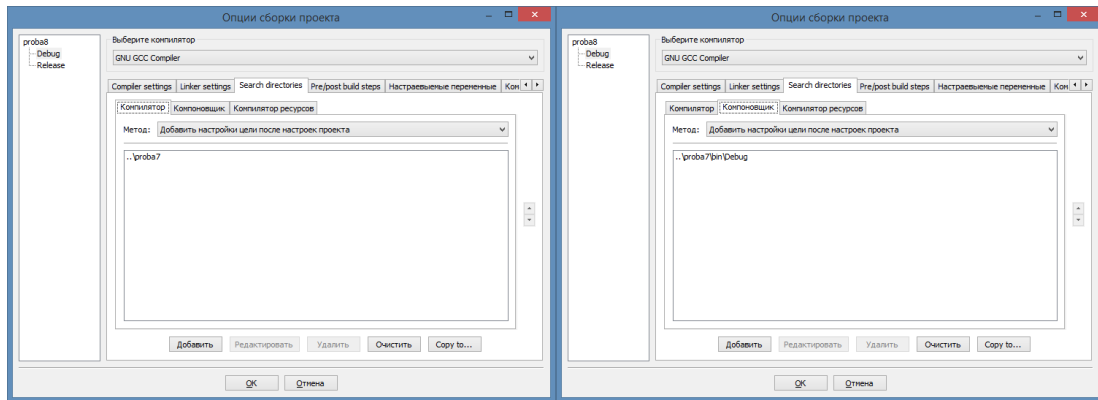 Опции сборки проекта
proba8
Debug
Release
Выберите компилятор
GNU GCC Compiler
Compiler settings Linker settings Search directories Pre/post build steps Настраевыемые переменные Ком
Компилятор Компоновщик Компилятор ресурсов
Метод: Добавить настройки цели после настроек проекта
..\proba7
Добавить Редактировать Удалить Очистить Copy to...
OK Отмена
Опции сборки проекта
proba8
Debug
Release
Выберите компилятор
GNU GCC Compiler
Compiler settings Linker settings Search directories Pre/post build steps Настраевыемые переменные Ком
Компилятор Компоновщик Компилятор ресурсов
Метод: Добавить настройки цели после настроек проекта
..\proba7\bin\Debug
Добавить Редактировать Удалить Очистить Copy to...
OK Отмена